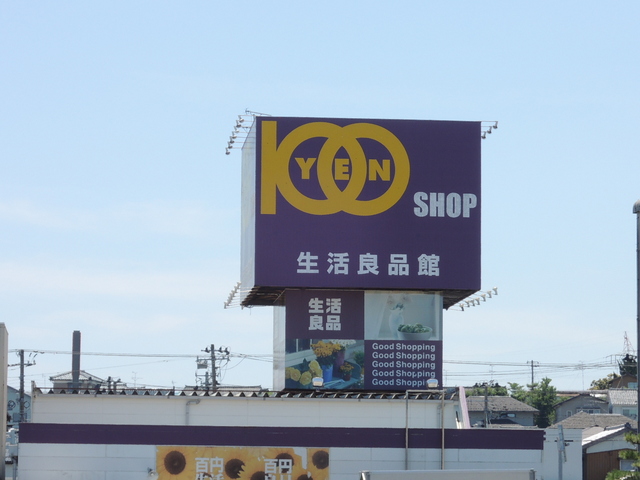 100
YEN
SHOP
生活良品館
生活
良品
Good Shopping
Good Shopping
Good Shopping
Good Shopping
Good Shopping
百円
百円